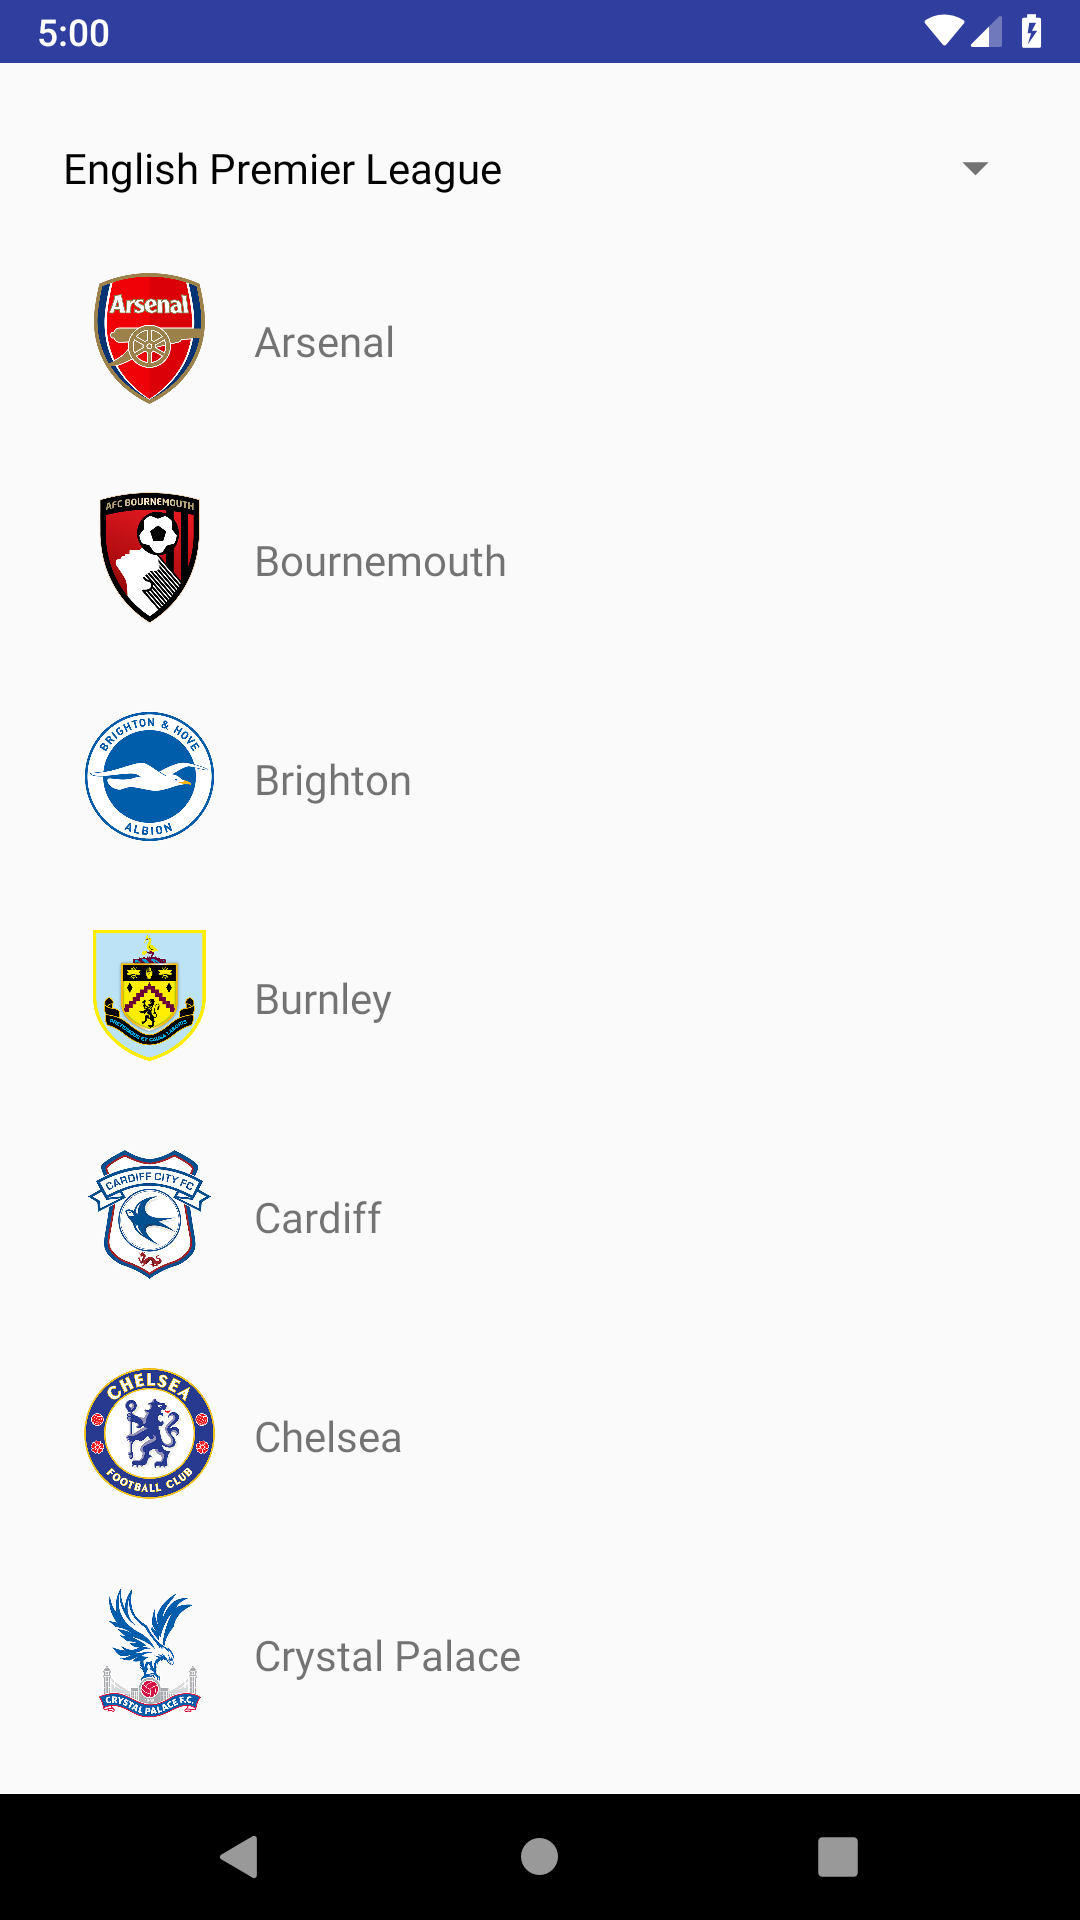 5:00
English Premier League
Arsenal
Arsenal
AFC BOURNEMOUTH
Bournemouth
BRIGHTON & HOVE
ALBION
Brighton
Burnley
CARDIFF CITY FC
Cardiff
CHELSEA
FOOTBALL CLUB
Chelsea
CRYSTAL PALACE F.C.
Crystal Palace